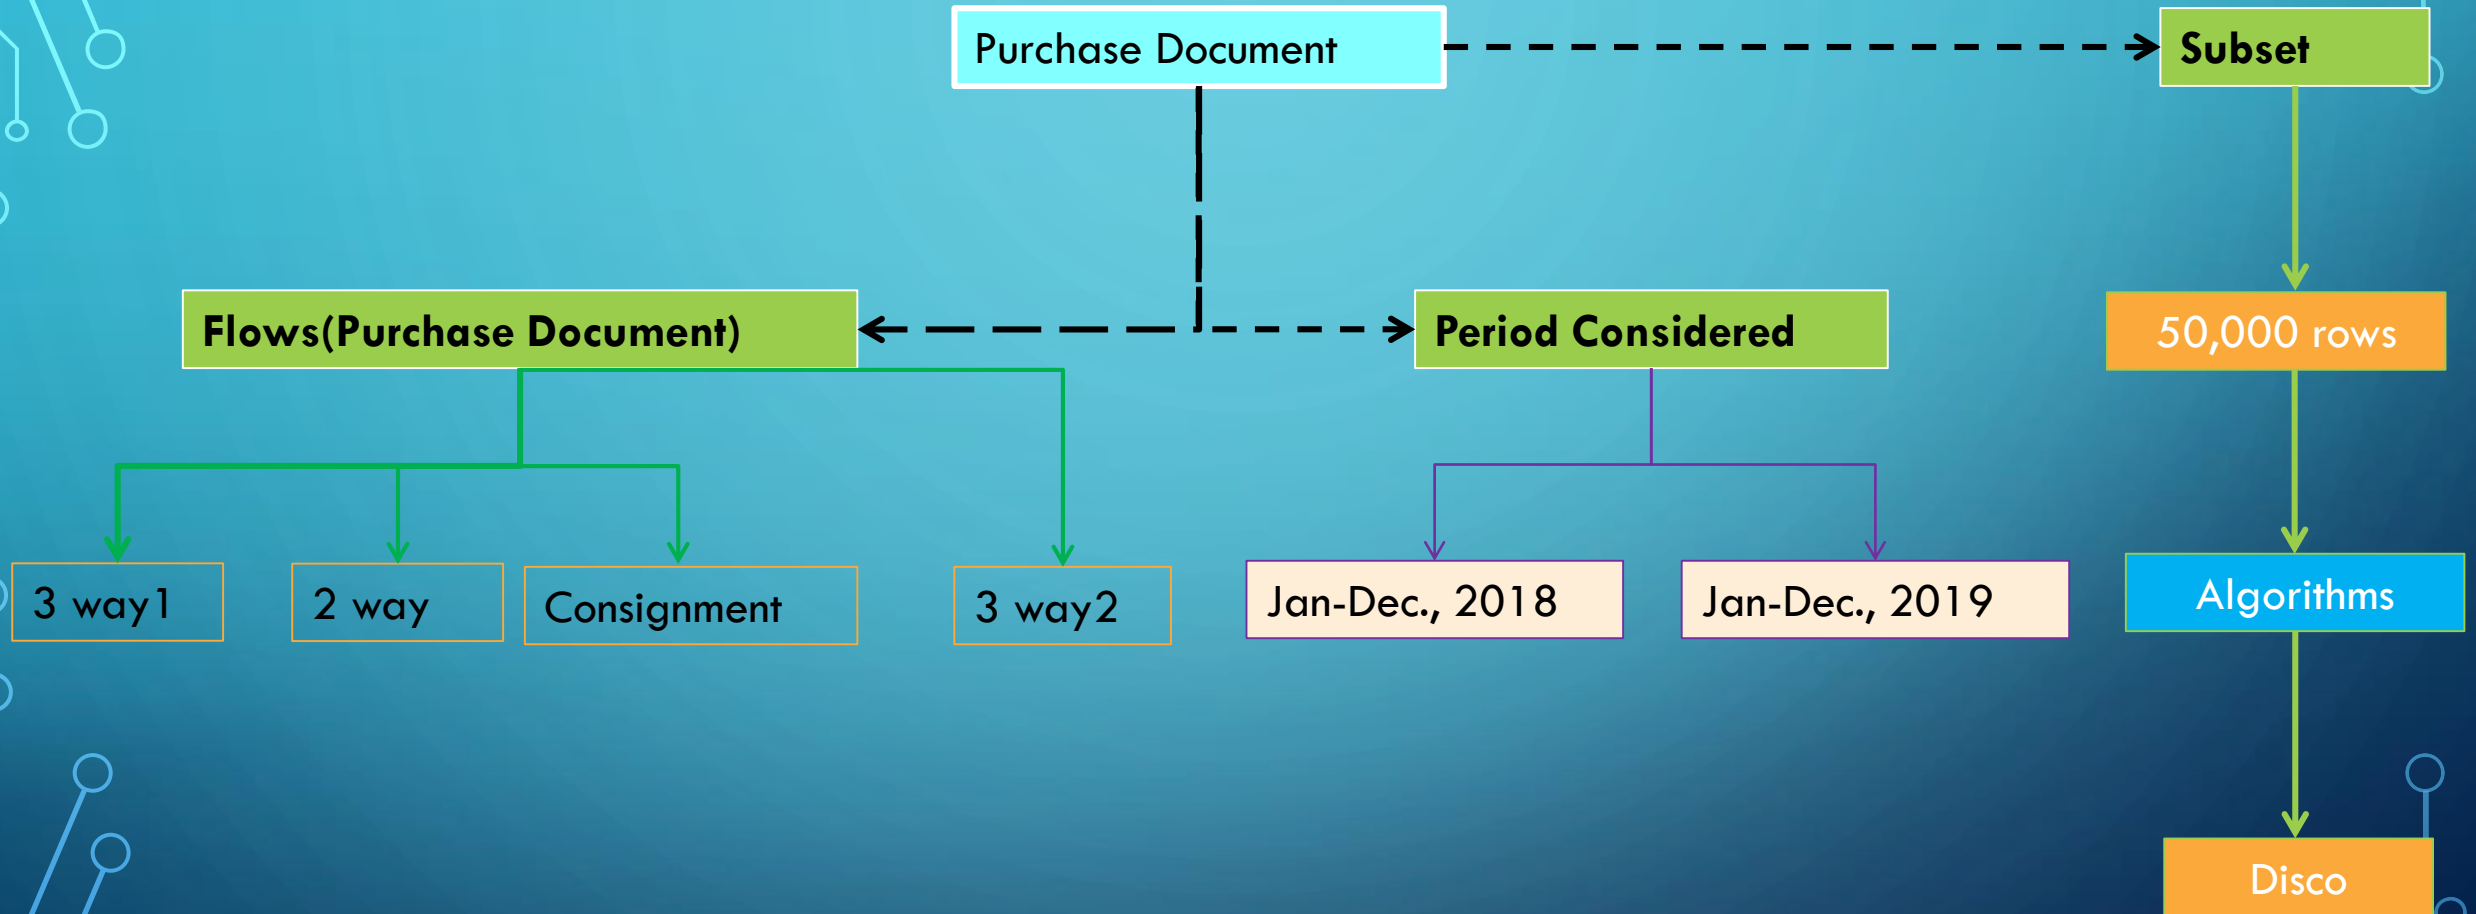 Purchase Document
Subset
Flows(Purchase Document)
Period Considered
50,000 rows
3 way1
2 way
Consignment
3 way2
Jan-Dec., 2018
Jan-Dec., 2019
Algorithms
Disco